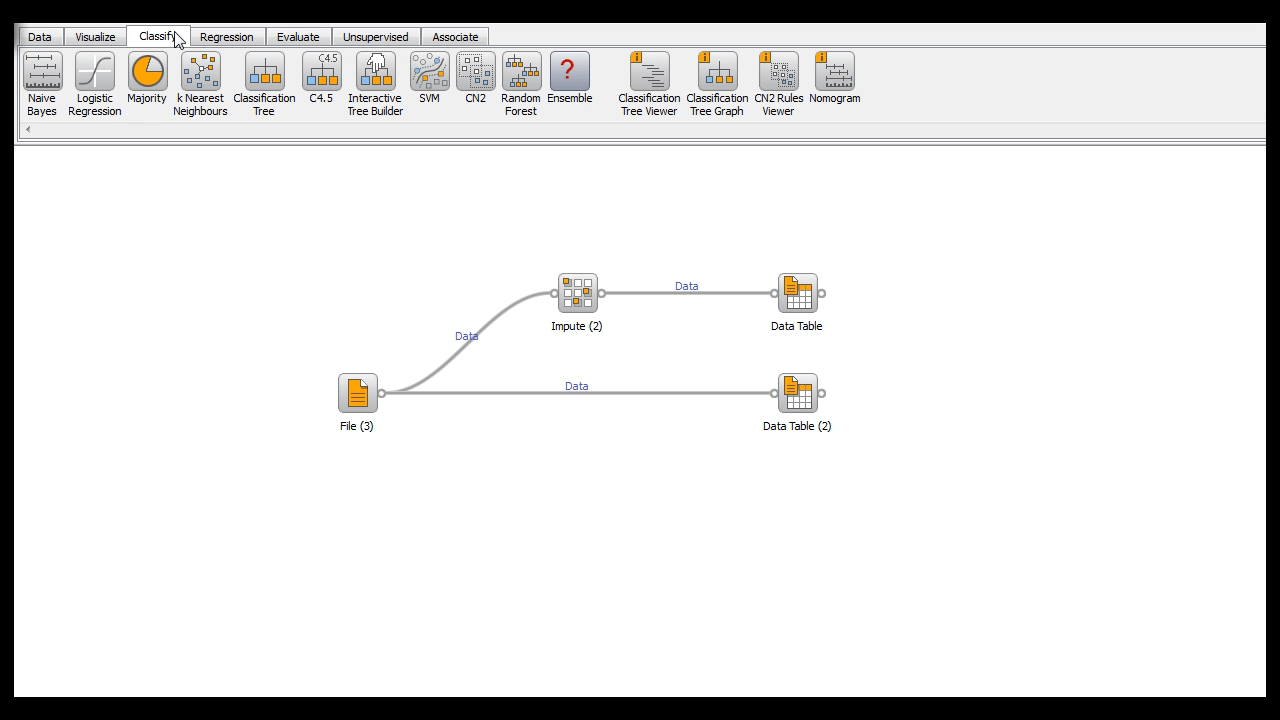 Data Visualize Classify Regression Evaluate Unsupervised Associate
C4.5
Naive Bayes
Logistic Regression
Majority
k Nearest Neighbours
Classification Tree
C4.5
Interactive Tree Builder
SVM
CN2
Random Forest
?
Ensemble
i
Classification Tree Viewer
i
Classification Tree Graph
i
CN2 Rules Viewer
i
Nomogram
Data
Impute (2)
Data Table
Data
Data
File (3)
Data Table (2)